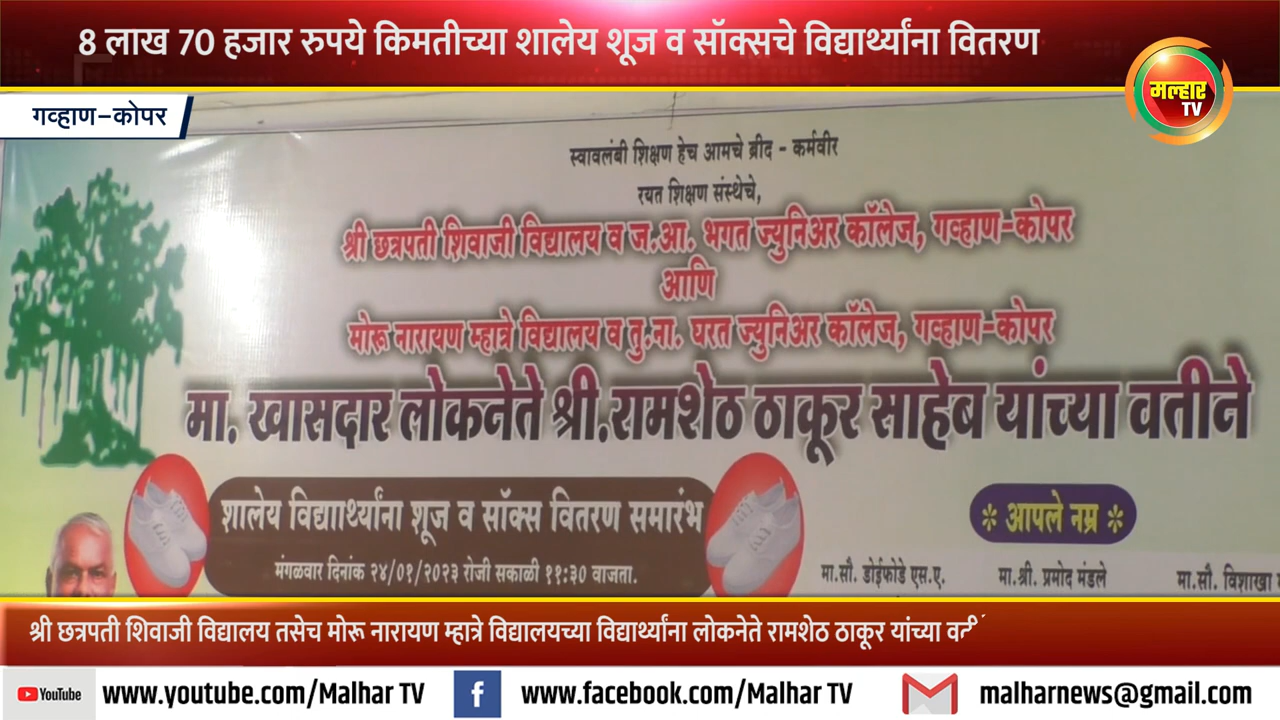 8 लाख 70 हजार रुपये किमतीच्या शालेय शूज व सॉक्सचे विद्यार्थ्यांना वितरण
मल्हार
TV
गव्हाण-कोपर
स्वावलंबी शिक्षण हेच आमचे ब्रीद - कर्मवीर
रयत शिक्षण संस्थेचे,
श्री छत्रपती शिवाजी विद्यालय व ज.आ. भगत ज्युनिअर कॉलेज, गव्हाण-कोपर
आणि
मोरू नारायण म्हात्रे विद्यालय व तु.ना. घरत ज्युनिअर कॉलेज, गव्हाण-कोपर
मा. खासदार लोकनेते श्री.रामशेठ ठाकूर साहेब यांच्या वतीने
शालेय विद्यार्थ्यांना शूज व सॉक्स वितरण समारंभ
मंगळवार दिनांक २४/०१/२०२३ रोजी सकाळी ११:३० वाजता.
* आपले नम्र *
मा.सौ. डोईफोडे एस.ए.
मा.श्री. प्रमोद मंडले
मा.सौ. विशाखा
श्री छत्रपती शिवाजी विद्यालय तसेच मोरू नारायण म्हात्रे विद्यालयच्या विद्यार्थ्यांना लोकनेते रामशेठ ठाकूर यांच्या
YouTube
www.youtube.com/Malhar TV
f
www.facebook.com/Malhar TV
malharnews@gmail.com